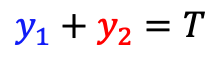 y₁ + y₂ = T